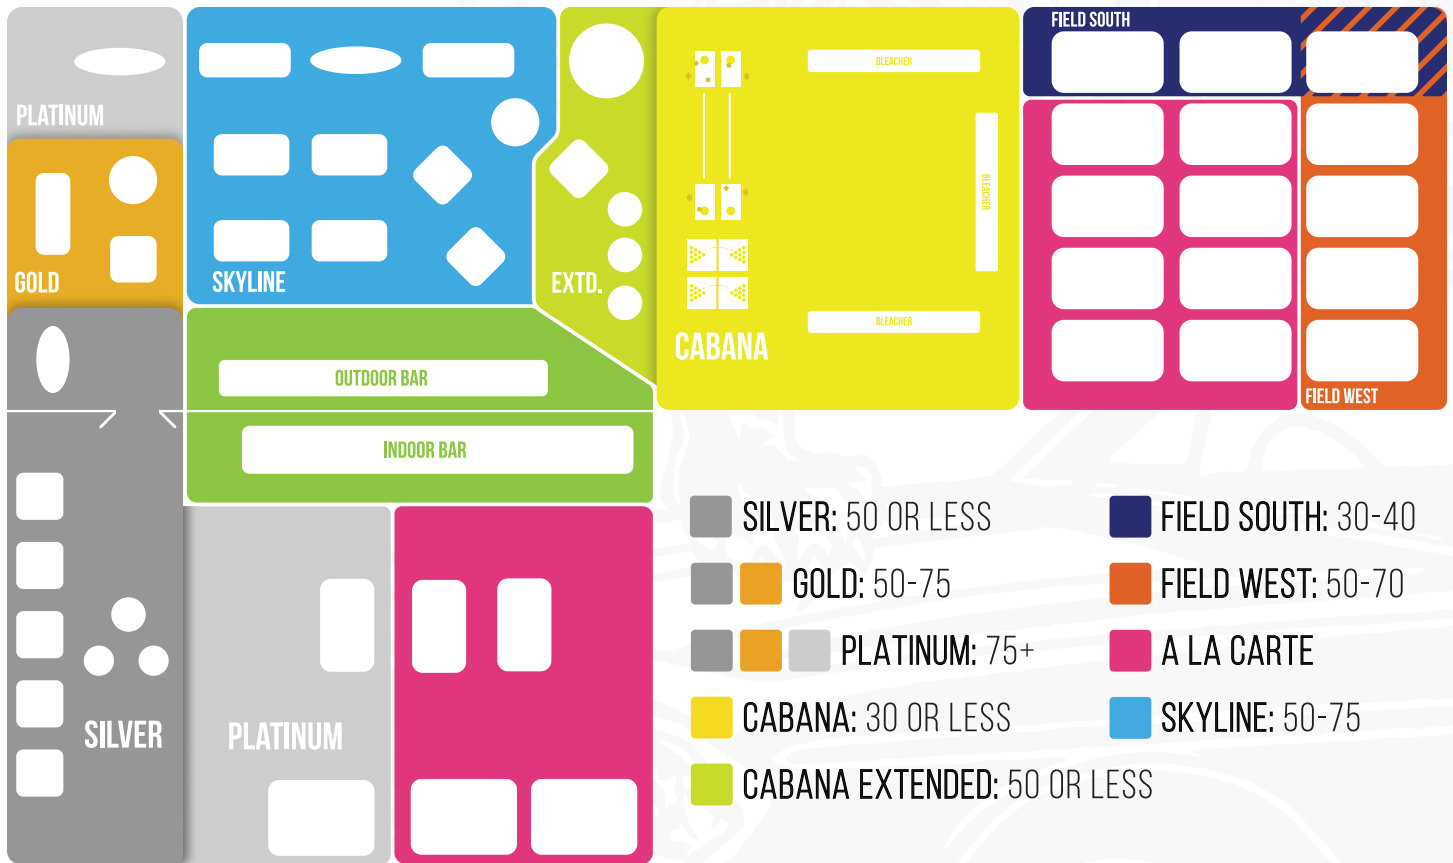 PLATINUM
GOLD
SKYLINE
EXTD.
BLEACHER
BLEACHER
BLEACHER
CABANA
FIELD SOUTH
FIELD WEST
OUTDOOR BAR
INDOOR BAR
SILVER
PLATINUM
SILVER: 50 OR LESS
GOLD: 50-75
PLATINUM: 75+
CABANA: 30 OR LESS
CABANA EXTENDED: 50 OR LESS
FIELD SOUTH: 30-40
FIELD WEST: 50-70
A LA CARTE
SKYLINE: 50-75